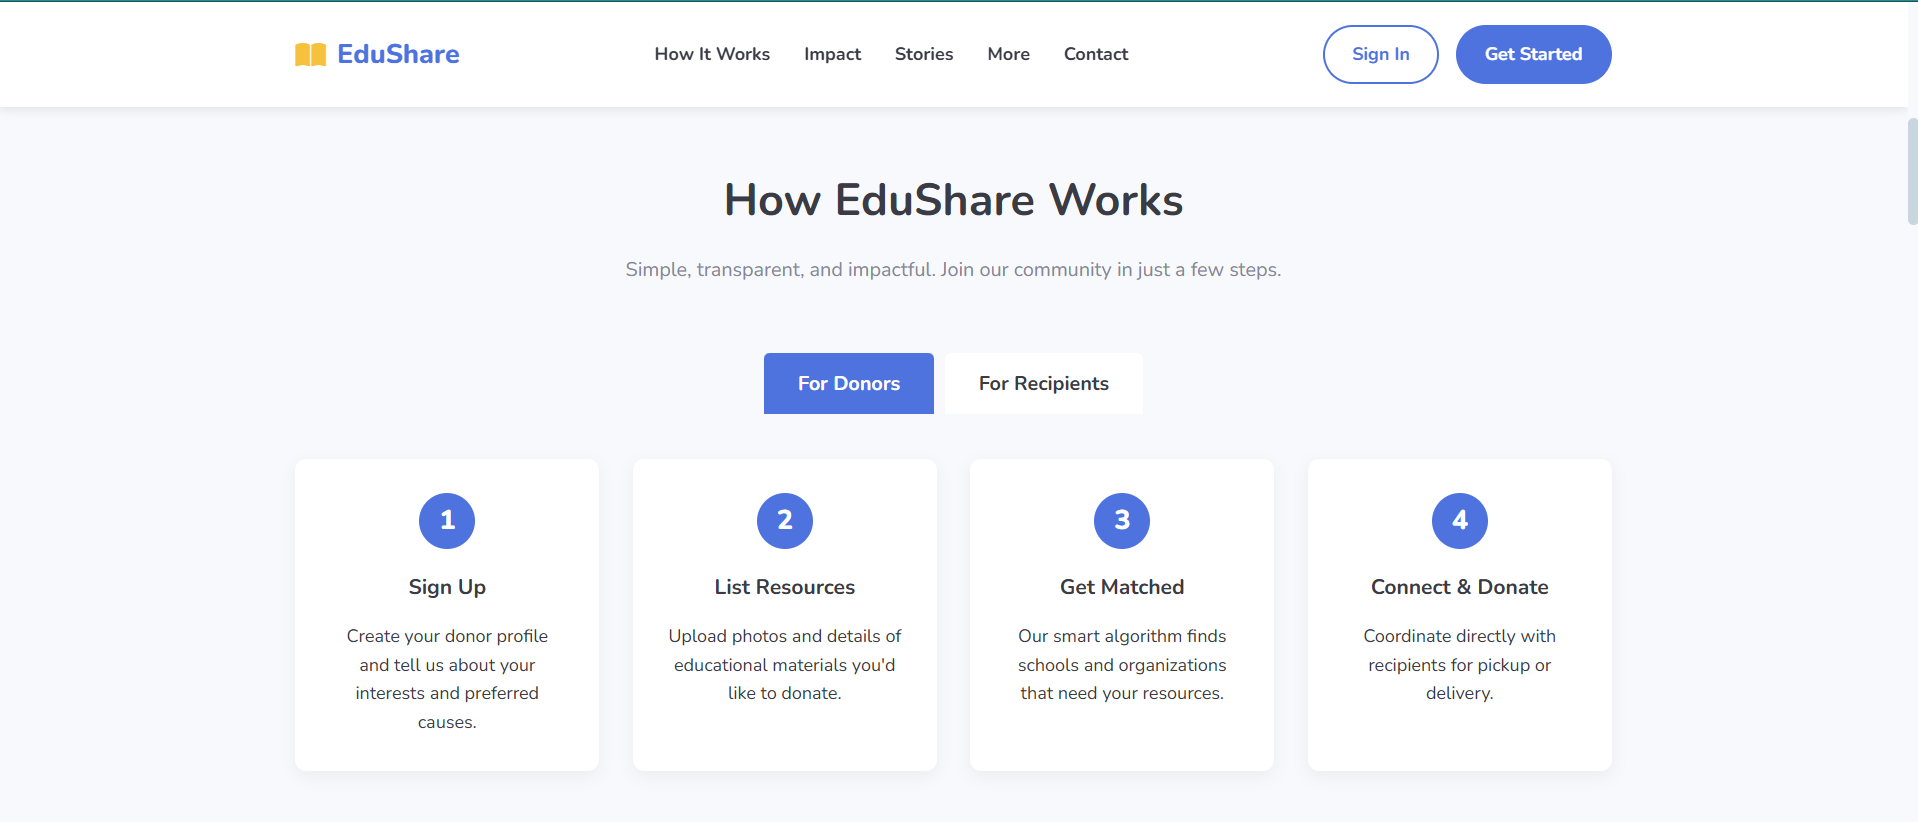 EduShare
How It Works
Impact
Stories
More
Contact
Sign In
Get Started
How EduShare Works
Simple, transparent, and impactful. Join our community in just a few steps.
For Donors
For Recipients
1
Sign Up
Create your donor profile
and tell us about your
interests and preferred
causes.
2
List Resources
Upload photos and details of
educational materials you'd
like to donate.
3
Get Matched
Our smart algorithm finds
schools and organizations
that need your resources.
4
Connect & Donate
Coordinate directly with
recipients for pickup or
delivery.